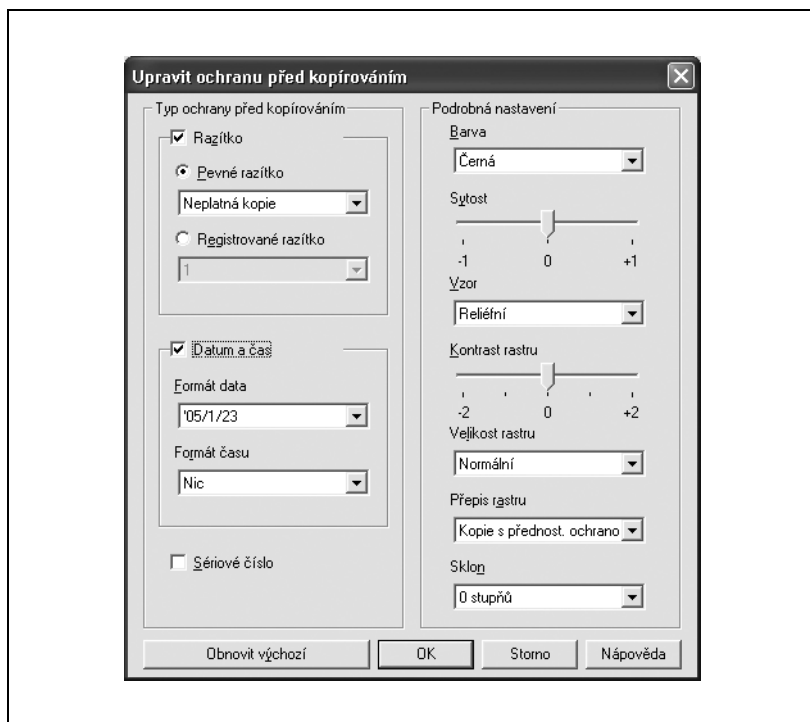 Upravit ochranu před kopírováním
Typ ochrany před kopírováním
Razítko
Pevné razítko
Neplatná kopie
Registrované razítko
1
Datum a čas
Formát data
'05/1/23
Formát času
Nic
Sériové číslo
Podrobná nastavení
Barva
Černá
Sytost
-1 0 +1
Vzor
Reliéfní
Kontrast rastru
-2 0 +2
Velikost rastru
Normální
Přepis rastru
Kopie s přednost. ochrano
Sklon
0 stupňů
Obnovit výchozí
OK
Storno
Nápověda